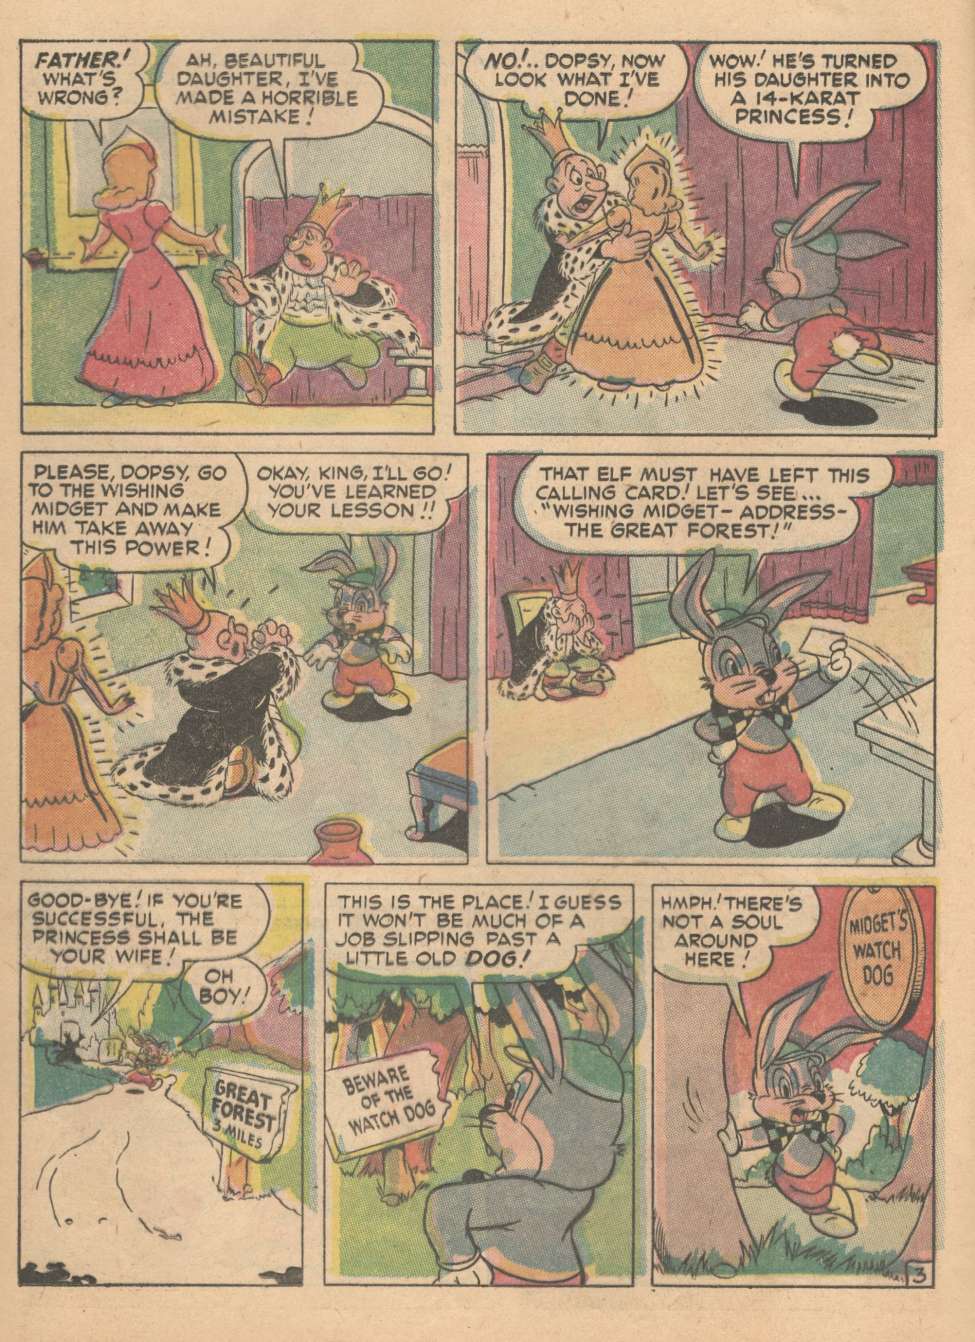 FATHER!
WHAT'S
WRONG?
AH, BEAUTIFUL
DAUGHTER, I'VE
MADE A HORRIBLE
MISTAKE!
NO!.. DOPSY, NOW
LOOK WHAT I'VE
DONE!
WOW! HE'S TURNED
HIS DAUGHTER INTO
A 14-KARAT
PRINCESS!
PLEASE, DOPSY, GO
TO THE WISHING
MIDGET AND MAKE
HIM TAKE AWAY
THIS POWER!
OKAY, KING, I'LL GO!
YOU'VE LEARNED
YOUR LESSON!!
THAT ELF MUST HAVE LEFT THIS
CALLING CARD! LET'S SEE...
"WISHING MIDGET- ADDRESS-
THE GREAT FOREST!"
GOOD-BYE! IF YOU'RE
SUCCESSFUL, THE
PRINCESS SHALL BE
YOUR WIFE!
OH
BOY!
GREAT
FOREST
3 MILES
THIS IS THE PLACE! I GUESS
IT WON'T BE MUCH OF A
JOB SLIPPING PAST A
LITTLE OLD DOG!
BEWARE
OF THE
WATCH DOG
HMPH! THERE'S
NOT A SOUL
AROUND
HERE!
MIDGET'S
WATCH
DOG
3